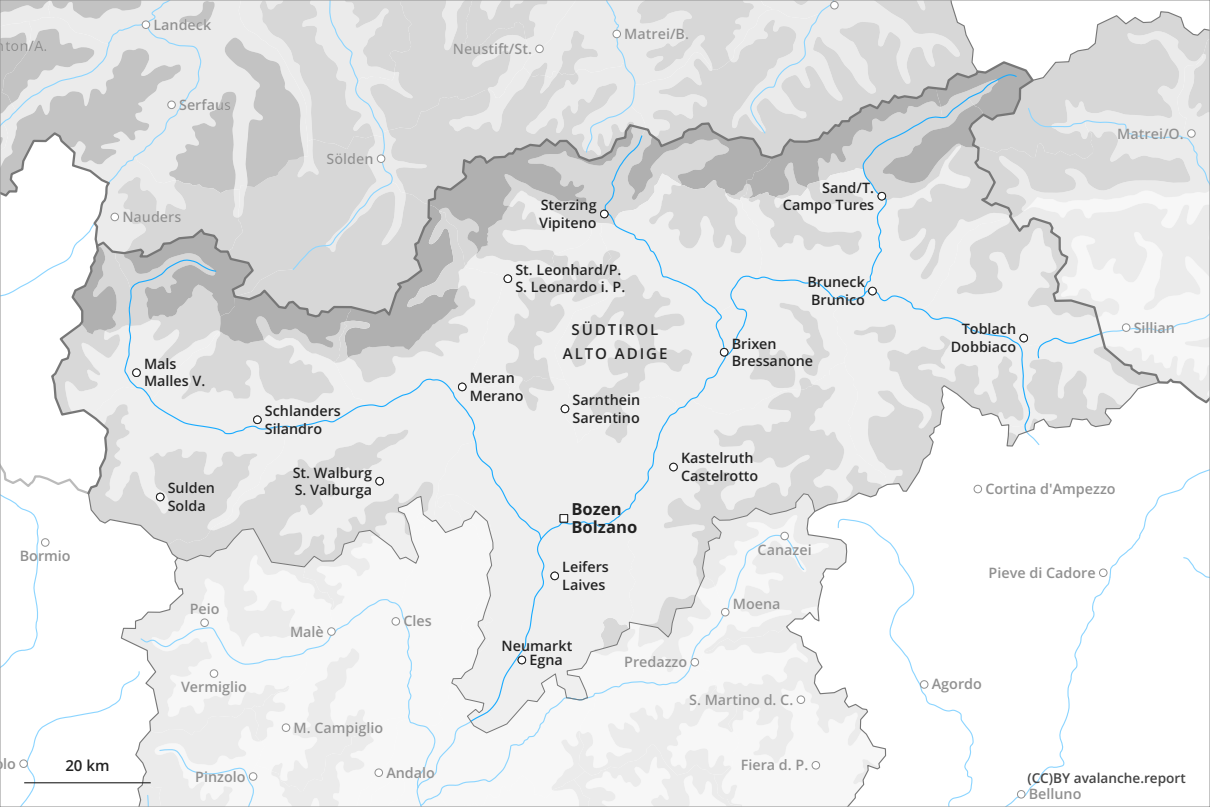 Landeck
Matrei/B.
nton/A.
Neustift/St.
Serfaus
Matrei/O.
Sölden
Sand/T.
Campo Tures
Sterzing
Vipiteno
Nauders
St. Leonhard/P.
S. Leonardo i. P.
Bruneck
Brunico
SÜDTIROL
ALTO ADIGE
Toblach
Dobbiaco
Sillian
Brixen
Bressanone
Mals
Malles V.
Meran
Merano
Sarnthein
Sarentino
Schlanders
Silandro
Kastelruth
Castelrotto
St. Walburg
S. Valburga
Sulden
Solda
Cortina d'Ampezzo
Bozen
Bolzano
Bormio
Canazei
Leifers
Laives
Pieve di Cadore
Peio
Moena
Malè
Cles
Neumarkt
Egna
Predazzo
Vermiglio
Agordo
S. Martino d. C.
M. Campiglio
olo
20 km
Pinzolo
Andalo
Fiera d. P.
(CC)BY avalanche.report
Belluno